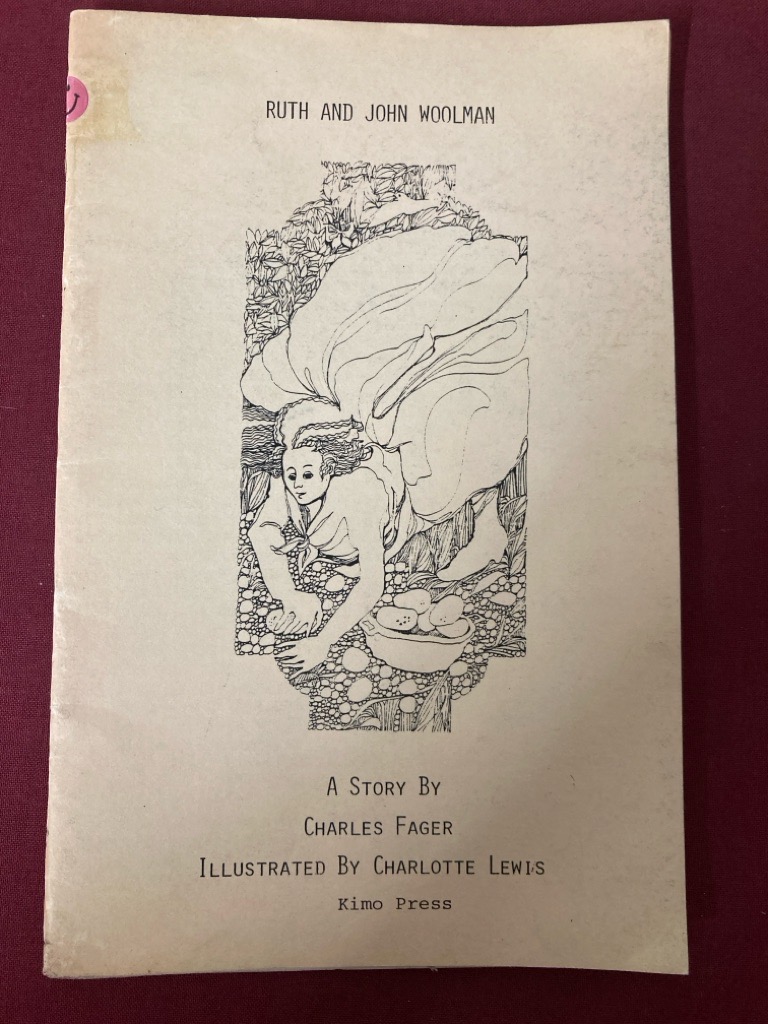 RUTH AND JOHN WOOLMAN
A STORY BY
CHARLES FAGER
ILLUSTRATED BY CHARLOTTE LEWIS
Kimo Press